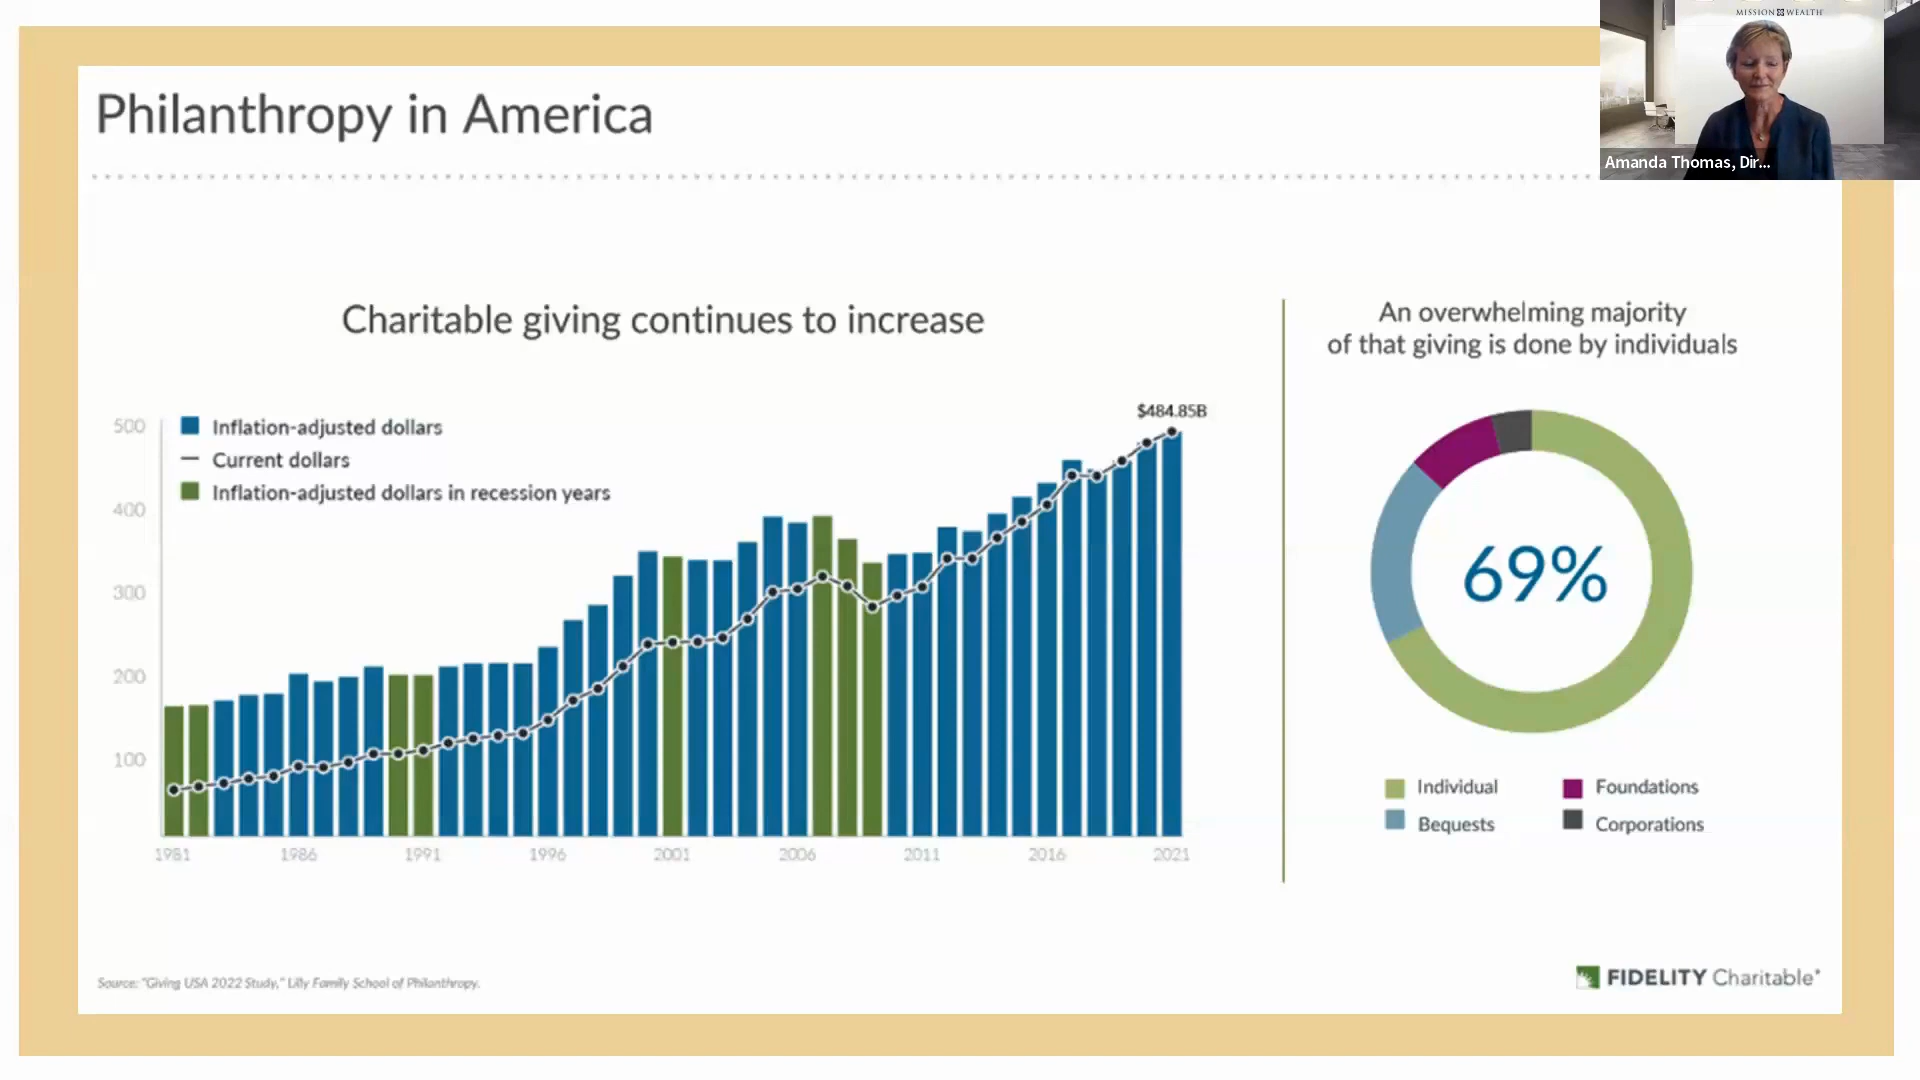 MISSION WEALTH
Amanda Thomas, Dir...
Philanthropy in America
Charitable giving continues to increase
An overwhelming majority
of that giving is done by individuals
$484.85B
500
400
300
200
100
Inflation-adjusted dollars
Current dollars
Inflation-adjusted dollars in recession years
1981 1986 1991 1996 2001 2006 2011 2016 2021
69%
Individual
Foundations
Bequests
Corporations
Source: "Giving USA 2022 Study," Lilly Family School of Philanthropy.
FIDELITY Charitable